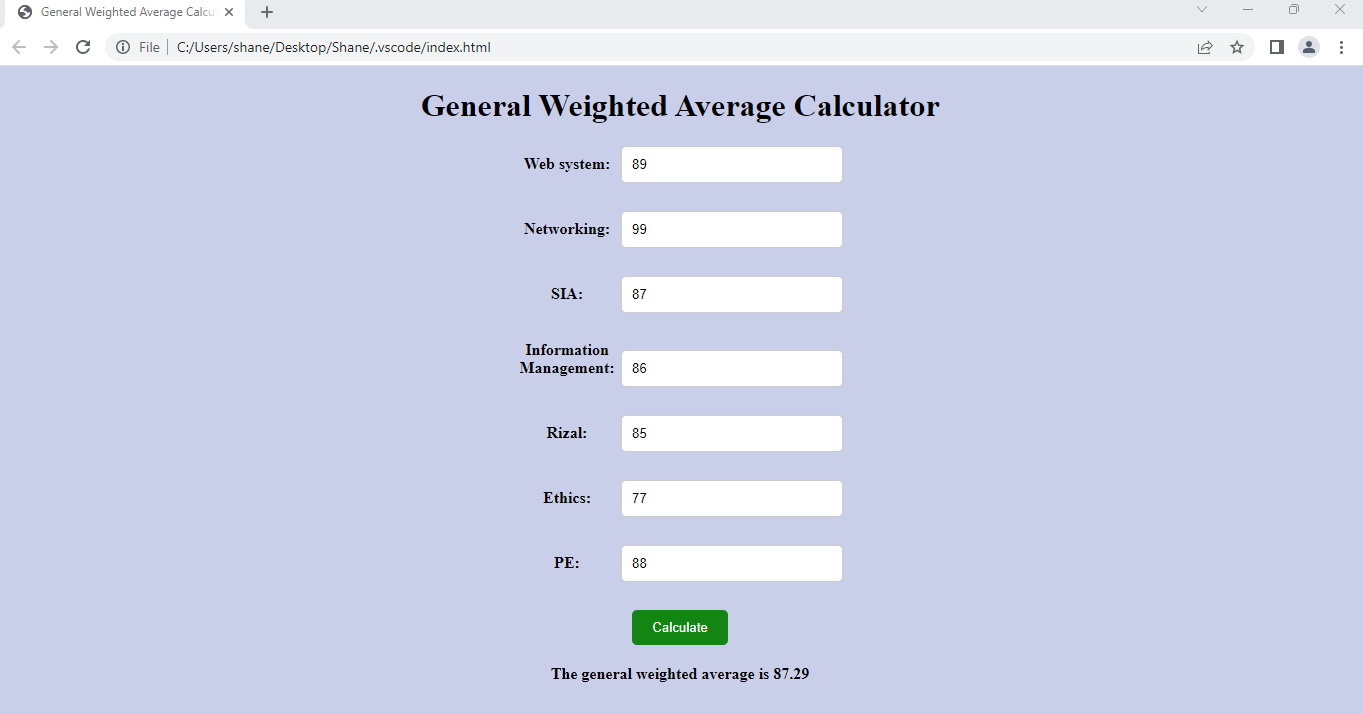 General Weighted Average Calcu
File C:/Users/shane/Desktop/Shane/.vscode/index.html
General Weighted Average Calculator
Web system: 89
Networking: 99
SIA: 87
Information
Management: 86
Rizal: 85
Ethics: 77
PE: 88
Calculate
The general weighted average is 87.29